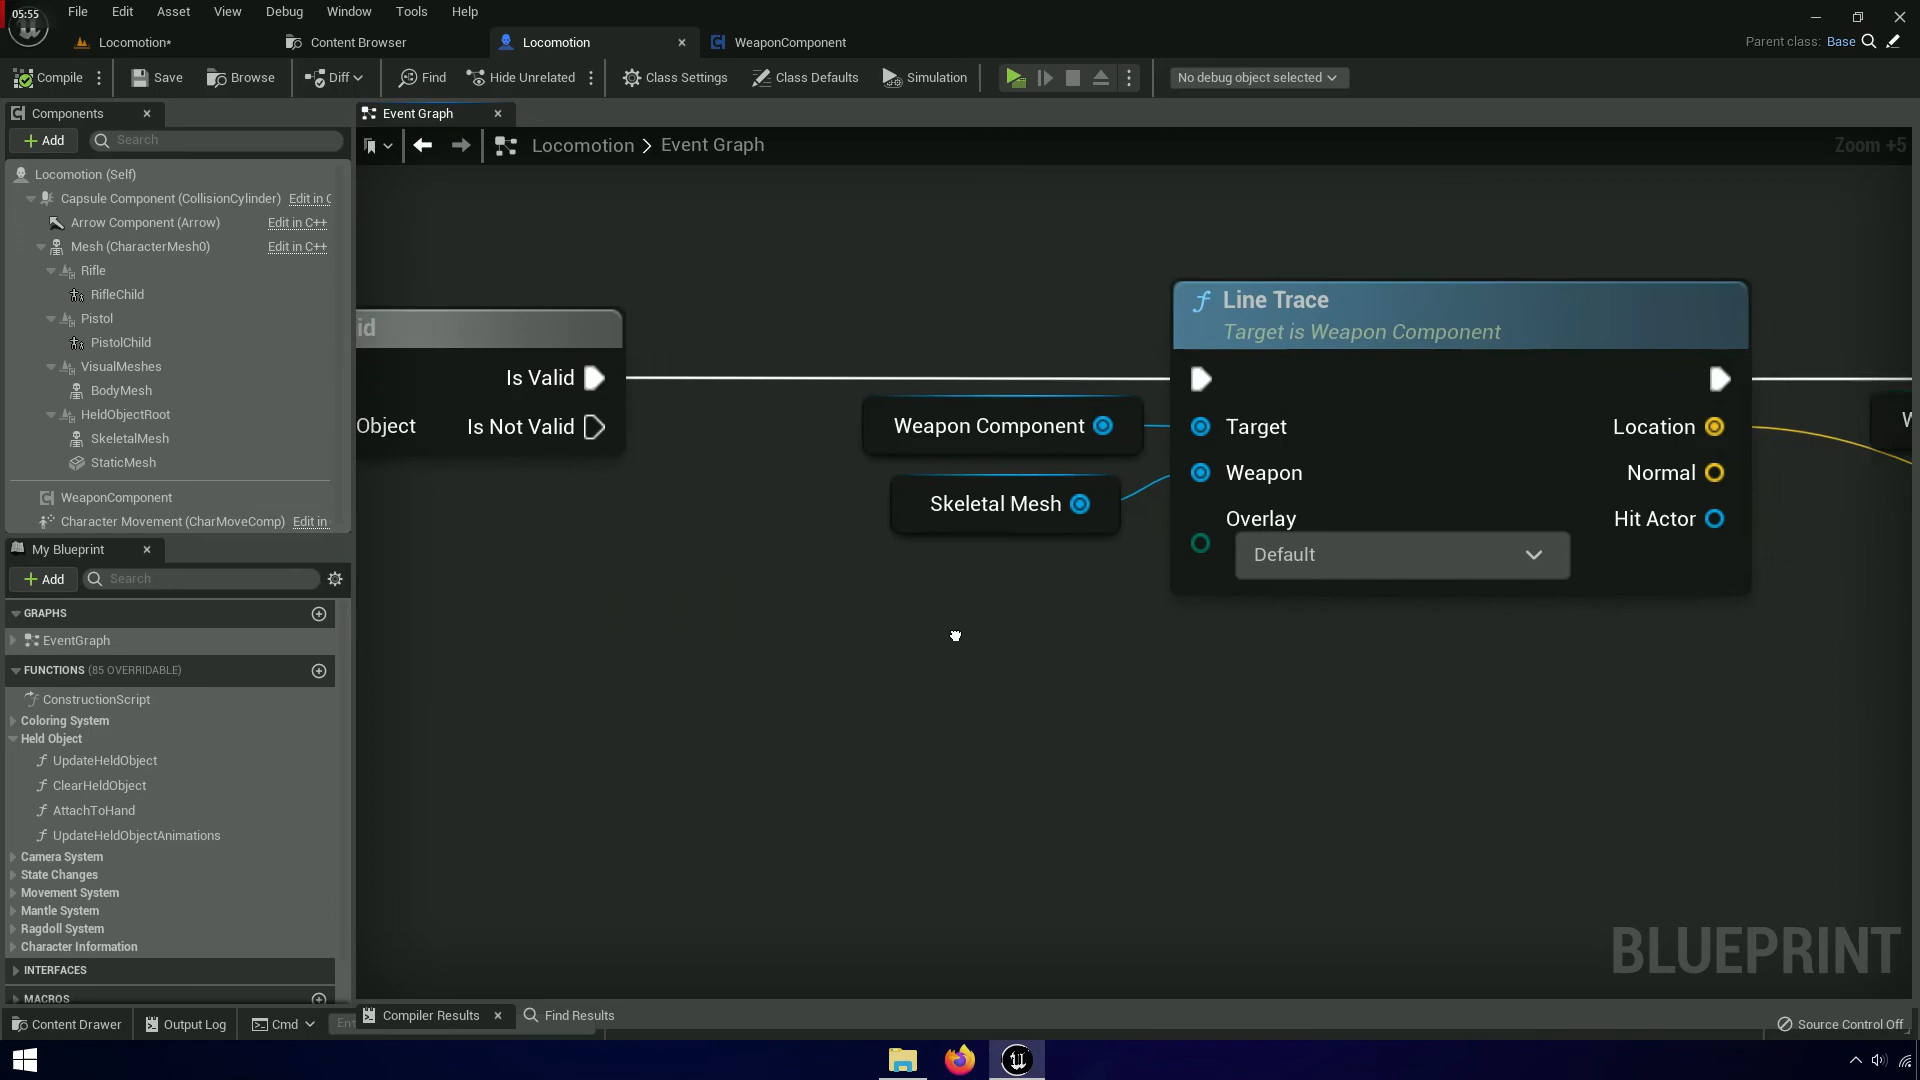 05:55
File Edit Asset View Debug Window Tools Help
Locomotion*
Content Browser
Locomotion
WeaponComponent
Parent class: Base
Compile
Save
Browse
Diff
Find
Hide Unrelated
Class Settings
Class Defaults
Simulation
No debug object selected
Components
Add
Search
Locomotion (Self)
Capsule Component (CollisionCylinder) Edit in C
Arrow Component (Arrow) Edit in C++
Mesh (CharacterMesh0) Edit in C++
Rifle
RifleChild
Pistol
PistolChild
VisualMeshes
BodyMesh
HeldObjectRoot
SkeletalMesh
StaticMesh
WeaponComponent
Character Movement (CharMoveComp) Edit in
My Blueprint
Add
Search
GRAPHS
EventGraph
FUNCTIONS (85 OVERRIDABLE)
ConstructionScript
Coloring System
Held Object
UpdateHeldObject
ClearHeldObject
AttachToHand
UpdateHeldObjectAnimations
Camera System
State Changes
Movement System
Mantle System
Ragdoll System
Character Information
INTERFACES
MACROS
Event Graph
Locomotion > Event Graph
Zoom +5
id
Is Valid
Object
Is Not Valid
Weapon Component
Skeletal Mesh
Line Trace
Target is Weapon Component
Target
Location
Weapon
Normal
Overlay
Hit Actor
Default
W
BLUEPRINT
Compiler Results
Find Results
Content Drawer
Output Log
Cmd
Ent
Source Control Off